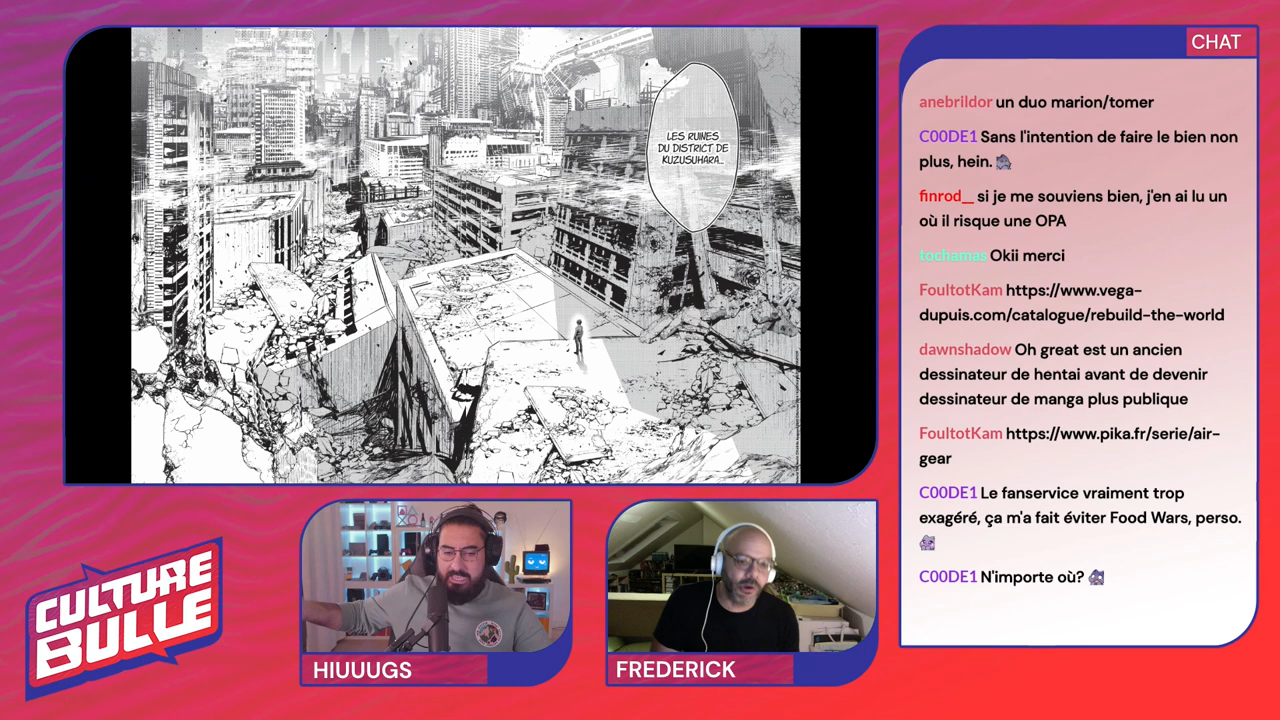 LES RUINES
DU DISTRICT DE
KUZUSUHARA...
CHAT
anebrildor un duo marion/tomer
C00DE1 Sans l'intention de faire le bien non
plus, hein.
finrod__ si je me souviens bien, j'en ai lu un
où il risque une OPA
tochamas Okii merci
FoultotKam https://www.vega-
dupuis.com/catalogue/rebuild-the-world
dawnshadow Oh great est un ancien
dessinateur de hentai avant de devenir
dessinateur de manga plus publique
FoultotKam https://www.pika.fr/serie/air-
gear
C00DE1 Le fanservice vraiment trop
exagéré, ça m'a fait éviter Food Wars, perso.
C00DE1 N'importe où?
CULTURE
BULLE
HIUUUGS
FREDERICK